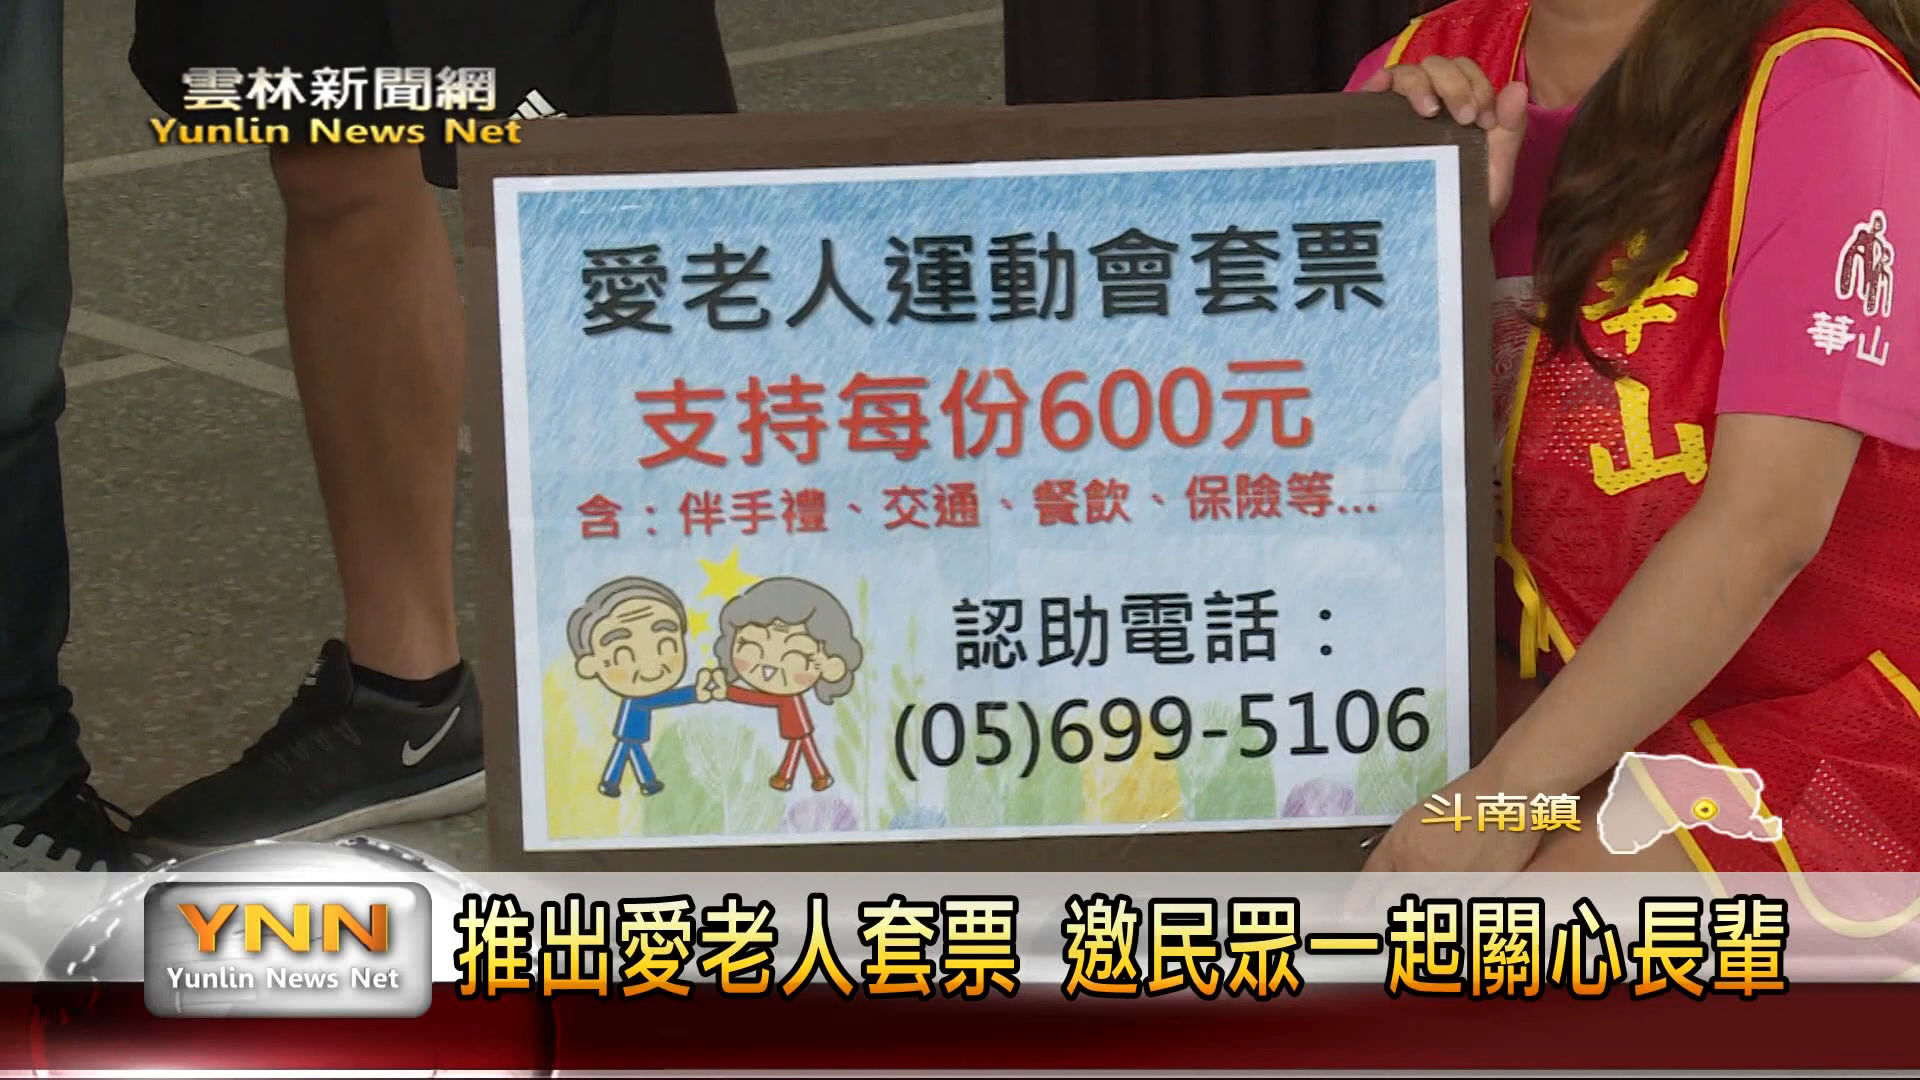 雲林新聞網
Yunlin News Net
愛老人運動會套票
支持每份600元
含：伴手禮、交通、餐飲、保險等...
認助電話：
(05)699-5106
華山
華山
斗南鎮
YNN
Yunlin News Net
推出愛老人套票 邀民眾一起關心長輩